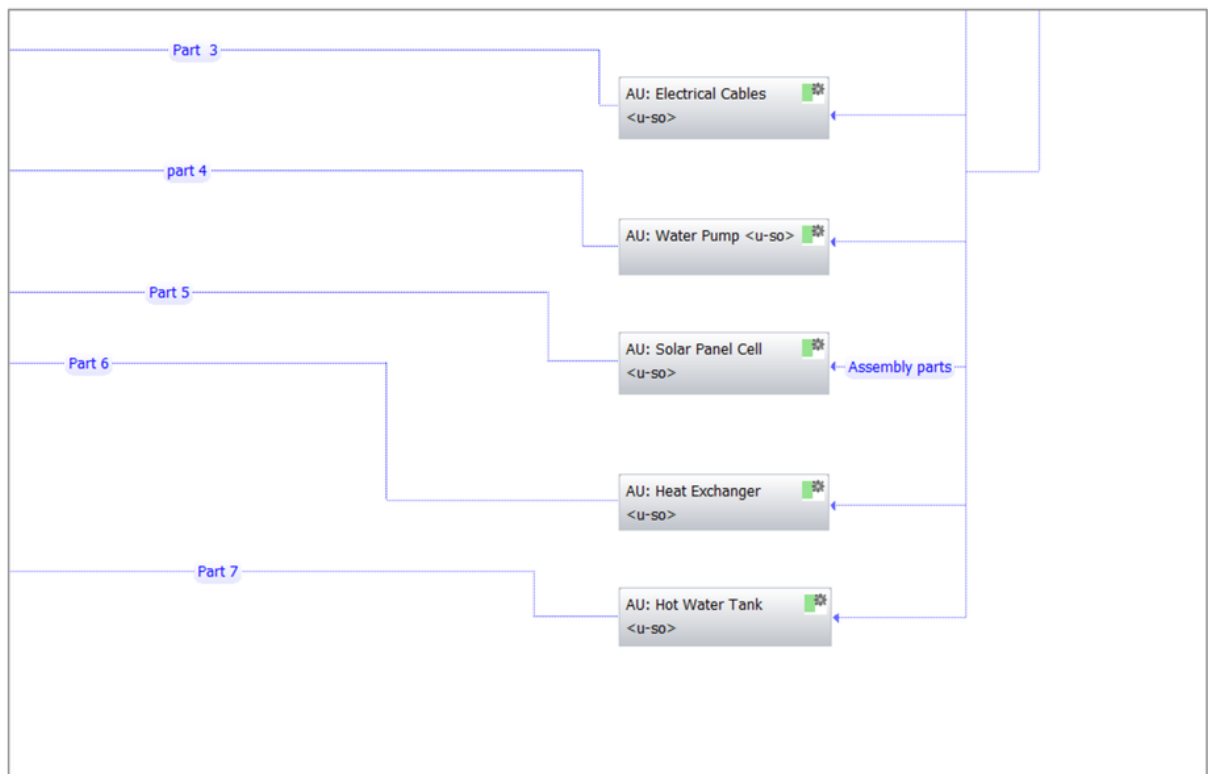 Part  3
AU: Electrical Cables
<u-so>
part 4
AU: Water Pump <u-so>
Part 5
AU: Solar Panel Cell
<u-so>
Part 6
Assembly parts
AU: Heat Exchanger
<u-so>
Part 7
AU: Hot Water Tank
<u-so>